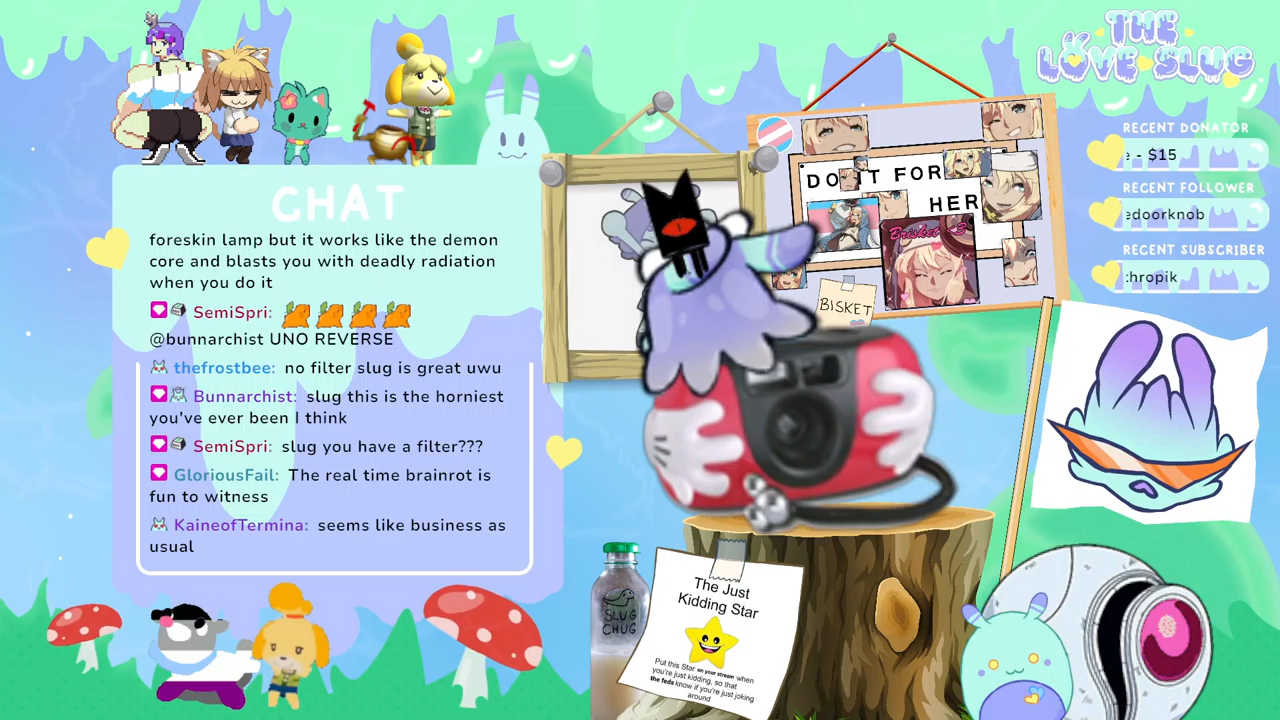 THE
LOVE SLUG
RECENT DONATOR
e - $15
RECENT FOLLOWER
edoorknob
RECENT SUBSCRIBER
thropik
CHAT
foreskin lamp but it works like the demon
core and blasts you with deadly radiation
when you do it
SemiSpri:
@bunnarchist UNO REVERSE
thefrostbee: no filter slug is great uwu
Bunnarchist: slug this is the horniest
you've ever been I think
SemiSpri: slug you have a filter???
GloriousFail: The real time brainrot is
fun to witness
KaineofTermina: seems like business as
usual
DO IT FOR
HER
Brisket <3
BISKET
SLUG
CHUG
The Just
Kidding Star
Put this Star on your stream when
you're just kidding, so that
the feds know if you're just joking
around